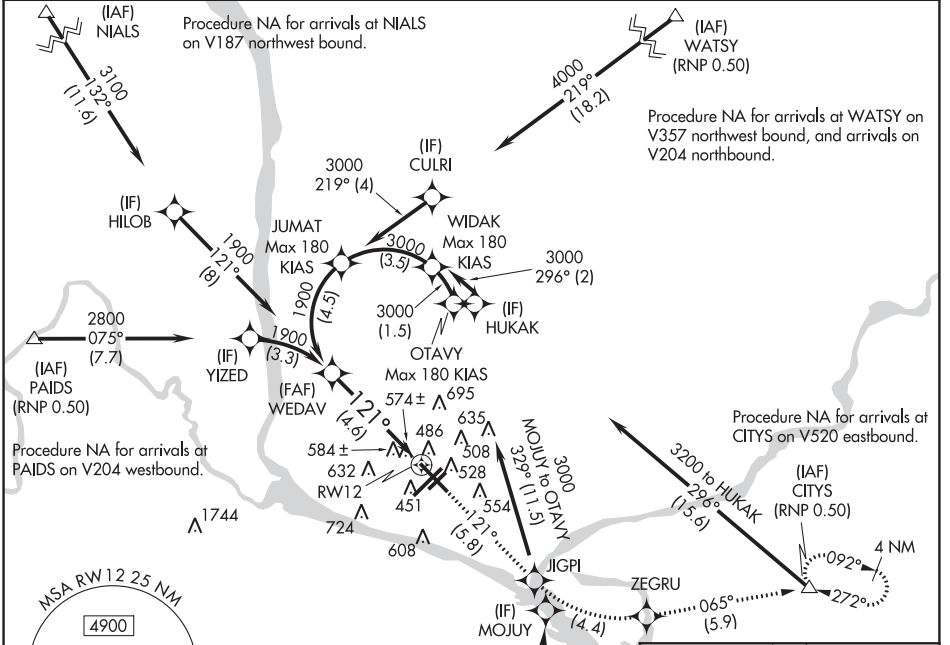 (IAF)
NIALS
Procedure NA for arrivals at NIALS
on V187 northwest bound.
(IAF)
WATSY
(RNP 0.50)
3100
132°
(11.6)
4000
219°
(18.2)
Procedure NA for arrivals at WATSY on
V357 northwest bound, and arrivals on
V204 northbound.
(IF)
CULRI
3000
219° (4)
(IF)
HILOB
JUMAT
Max 180
KIAS
WIDAK
Max 180
KIAS
3000
(3.5)
3000
296° (2)
1900
121°
(8)
1900
(4.5)
3000
(1.5)
(IF)
HUKAK
OTAVY
Max 180 KIAS
2800
075°
(7.7)
(IAF)
PAIDS
(RNP 0.50)
(IF)
YIZED
1900
(3.3)
(FAF)
WEDAV
121°
(4.6)
574±
695
635
486
508
584±
632
528
RW12
451
554
724
608
1744
Procedure NA for arrivals at
PAIDS on V204 westbound.
Procedure NA for arrivals at
CITYS on V520 eastbound.
3000
329° (11.5)
MOJUY to OTAVY
3200 to HUKAK
296°
(15.6)
(IAF)
CITYS
(RNP 0.50)
092°
4 NM
272°
121°
(5.8)
JIGPI
(IF)
MOJUY
(4.4)
ZEGRU
065°
(5.9)
MSA RW12 25 NM
4900